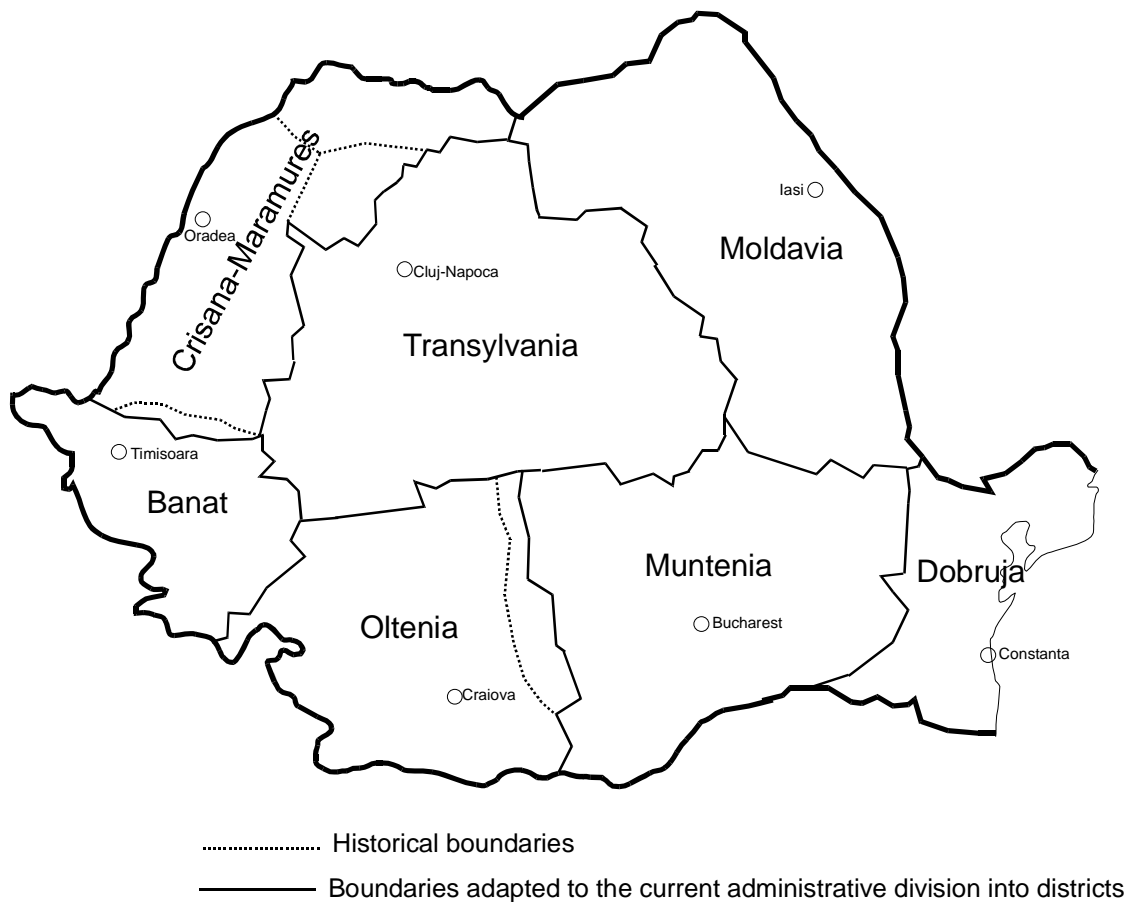 Iasi
Crisana-Maramures
Oradea
Moldavia
Cluj-Napoca
Transylvania
Timisoara
Banat
Muntenia
Dobruja
Oltenia
Bucharest
Constanta
Craiova
Historical boundaries
Boundaries adapted to the current administrative division into districts